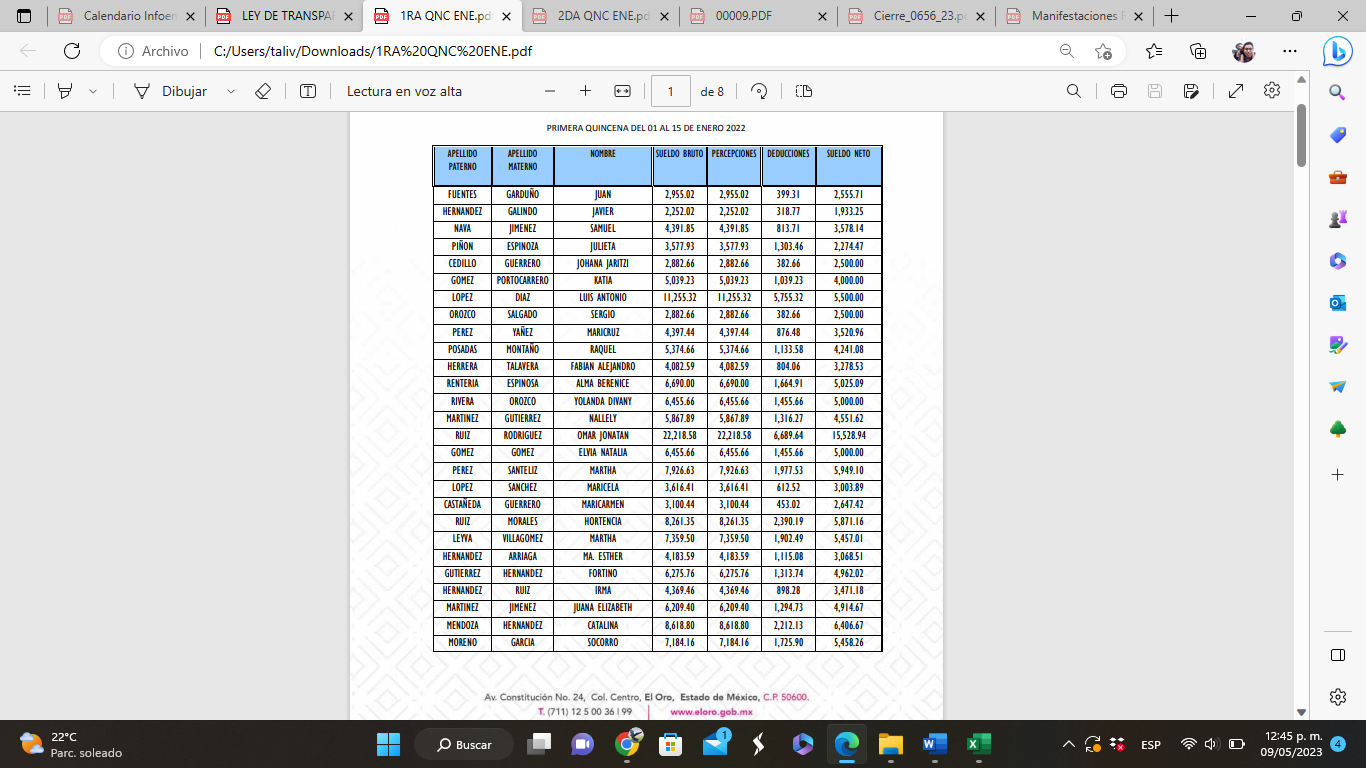 Calendario Infoen
LEY DE TRANSPAR
1RA QNC ENE.pdf
2DA QNC ENE.pd
00009.PDF
Cierre_0656_23.pd
Manifestaciones
Archivo
C:/Users/taliv/Downloads/1RA%20QNC%20ENE.pdf
Dibujar
Lectura en voz alta
1 de 8
PRIMERA QUINCENA DEL 01 AL 15 DE ENERO 2022
APELLIDO PATERNO APELLIDO MATERNO NOMBRE SUELDO BRUTO PERCEPCIONES DEDUCCIONES SUELDO NETO
FUENTES GARDUÑO JUAN 2,955.02 2,955.02 399.31 2,555.71
HERNANDEZ GALINDO JAVIER 2,252.02 2,252.02 318.77 1,933.25
NAVA JIMENEZ SAMUEL 4,391.85 4,391.85 813.71 3,578.14
PIÑON ESPINOZA JULIETA 3,577.93 3,577.93 1,303.46 2,274.47
CEDILLO GUERRERO JOHANA JARITZI 2,882.66 2,882.66 382.66 2,500.00
GOMEZ PORTOCARRERO KATIA 5,039.23 5,039.23 1,039.23 4,000.00
LOPEZ DIAZ LUIS ANTONIO 11,255.32 11,255.32 5,755.32 5,500.00
OROZCO SALGADO SERGIO 2,882.66 2,882.66 382.66 2,500.00
PEREZ YAÑEZ MARICRUZ 4,397.44 4,397.44 876.48 3,520.96
POSADAS MONTAÑO RAQUEL 5,374.66 5,374.66 1,133.58 4,241.08
HERRERA TALAVERA FABIAN ALEJANDRO 4,082.59 4,082.59 804.06 3,278.53
RENTERIA ESPINOSA ALMA BERENICE 6,690.00 6,690.00 1,664.91 5,025.09
RIVERA OROZCO YOLANDA DIVANY 6,455.66 6,455.66 1,455.66 5,000.00
MARTINEZ GUTIERREZ NALLELY 5,867.89 5,867.89 1,316.27 4,551.62
RUIZ RODRIGUEZ OMAR JONATAN 22,218.58 22,218.58 6,689.64 15,528.94
GOMEZ GOMEZ ELVIA NATALIA 6,455.66 6,455.66 1,455.66 5,000.00
PEREZ SANTELIZ MARTHA 7,926.63 7,926.63 1,977.53 5,949.10
LOPEZ SANCHEZ MARICELA 3,616.41 3,616.41 612.52 3,003.89
CASTAÑEDA GUERRERO MARICARMEN 3,100.44 3,100.44 453.02 2,647.42
RUIZ MORALES HORTENCIA 8,261.35 8,261.35 2,390.19 5,871.16
LEYVA VILLAGOMEZ MARTHA 7,359.50 7,359.50 1,902.49 5,457.01
HERNANDEZ ARRIAGA MA. ESTHER 4,183.59 4,183.59 1,115.08 3,068.51
GUTIERREZ HERNANDEZ FORTINO 6,275.76 6,275.76 1,313.74 4,962.02
HERNANDEZ RUIZ IRMA 4,369.46 4,369.46 898.28 3,471.18
MARTINEZ JIMENEZ JUANA ELIZABETH 6,209.40 6,209.40 1,294.73 4,914.67
MENDOZA HERNANDEZ CATALINA 8,618.80 8,618.80 2,212.13 6,406.67
MORENO GARCIA SOCORRO 7,184.16 7,184.16 1,725.90 5,458.26
Av. Constitución No. 24, Col. Centro, El Oro, Estado de México, C.P. 50600.
T. (711) 12 5 00 36 | 99 www.eloro.gob.mx
22°C
Parc. soleado
Buscar
1
ESP
12:45 p. m.
09/05/2023
4